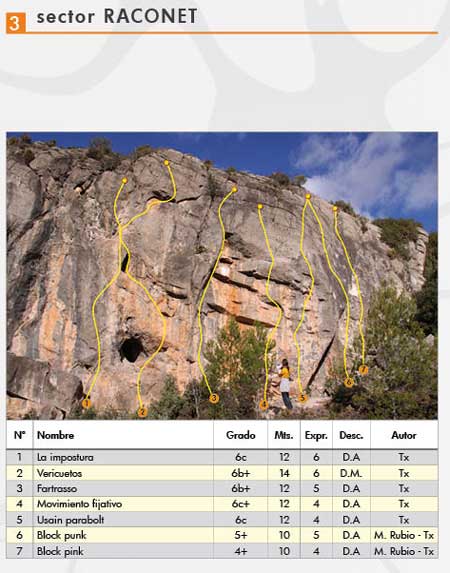 3 sector RACONET
1 2 3 4 5 6 7
Nº Nombre Grado Mts. Expr. Desc. Autor
1 La impostura 6c 12 6 D.A Tx
2 Vericuetos 6b+ 14 6 D.M. Tx
3 Fartrasso 6b+ 12 5 D.A Tx
4 Movimiento fijativo 6c+ 12 4 D.A Tx
5 Usain parabolt 6c 12 4 D.A Tx
6 Block punk 5+ 10 5 D.A M. Rubio - Tx
7 Block pink 4+ 10 4 D.A M. Rubio - Tx